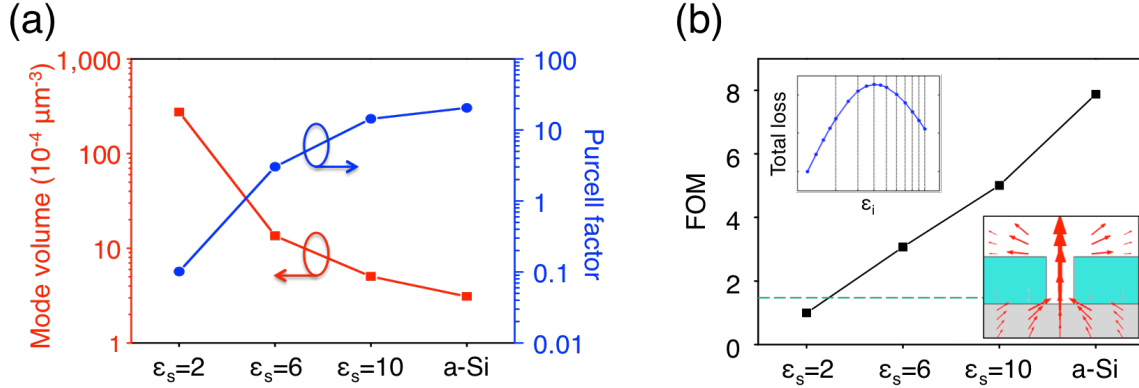 (a)
1,000
100
10
1
Mode volume (10⁻⁴ μm⁻³)
100
10
1
0.1
0.01
Purcell factor
εₛ=2 εₛ=6 εₛ=10 a-Si
(b)
8
6
4
2
0
FOM
Total loss
εᵢ
εₛ=2 εₛ=6 εₛ=10 a-Si